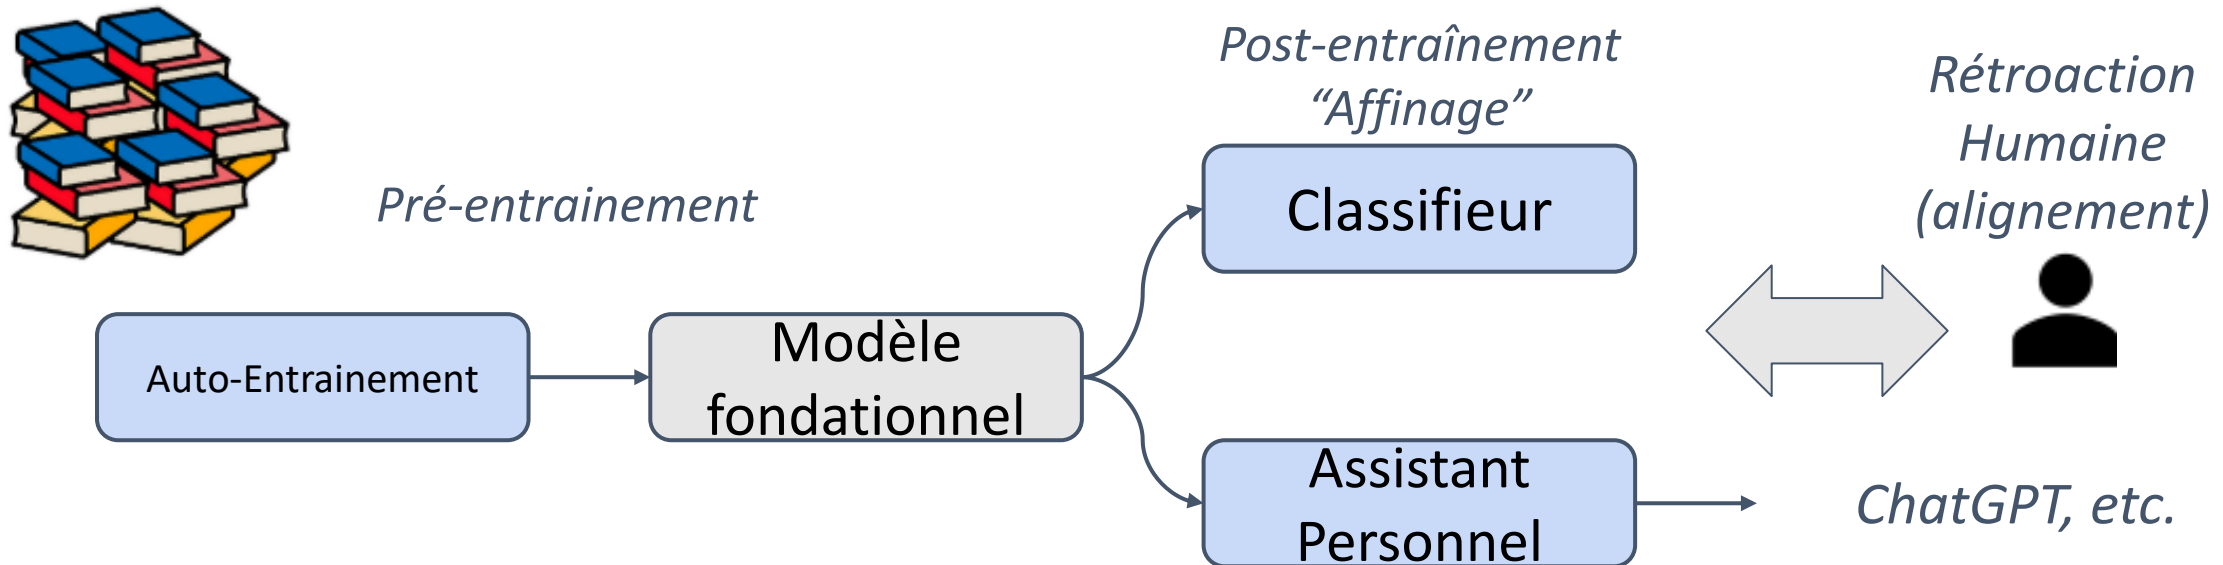 Pré-entrainement
Auto-Entrainement
Modèle
fondationnel
Post-entraînement
“Affinage”
Classifieur
Assistant
Personnel
Rétroaction
Humaine
(alignement)
ChatGPT, etc.